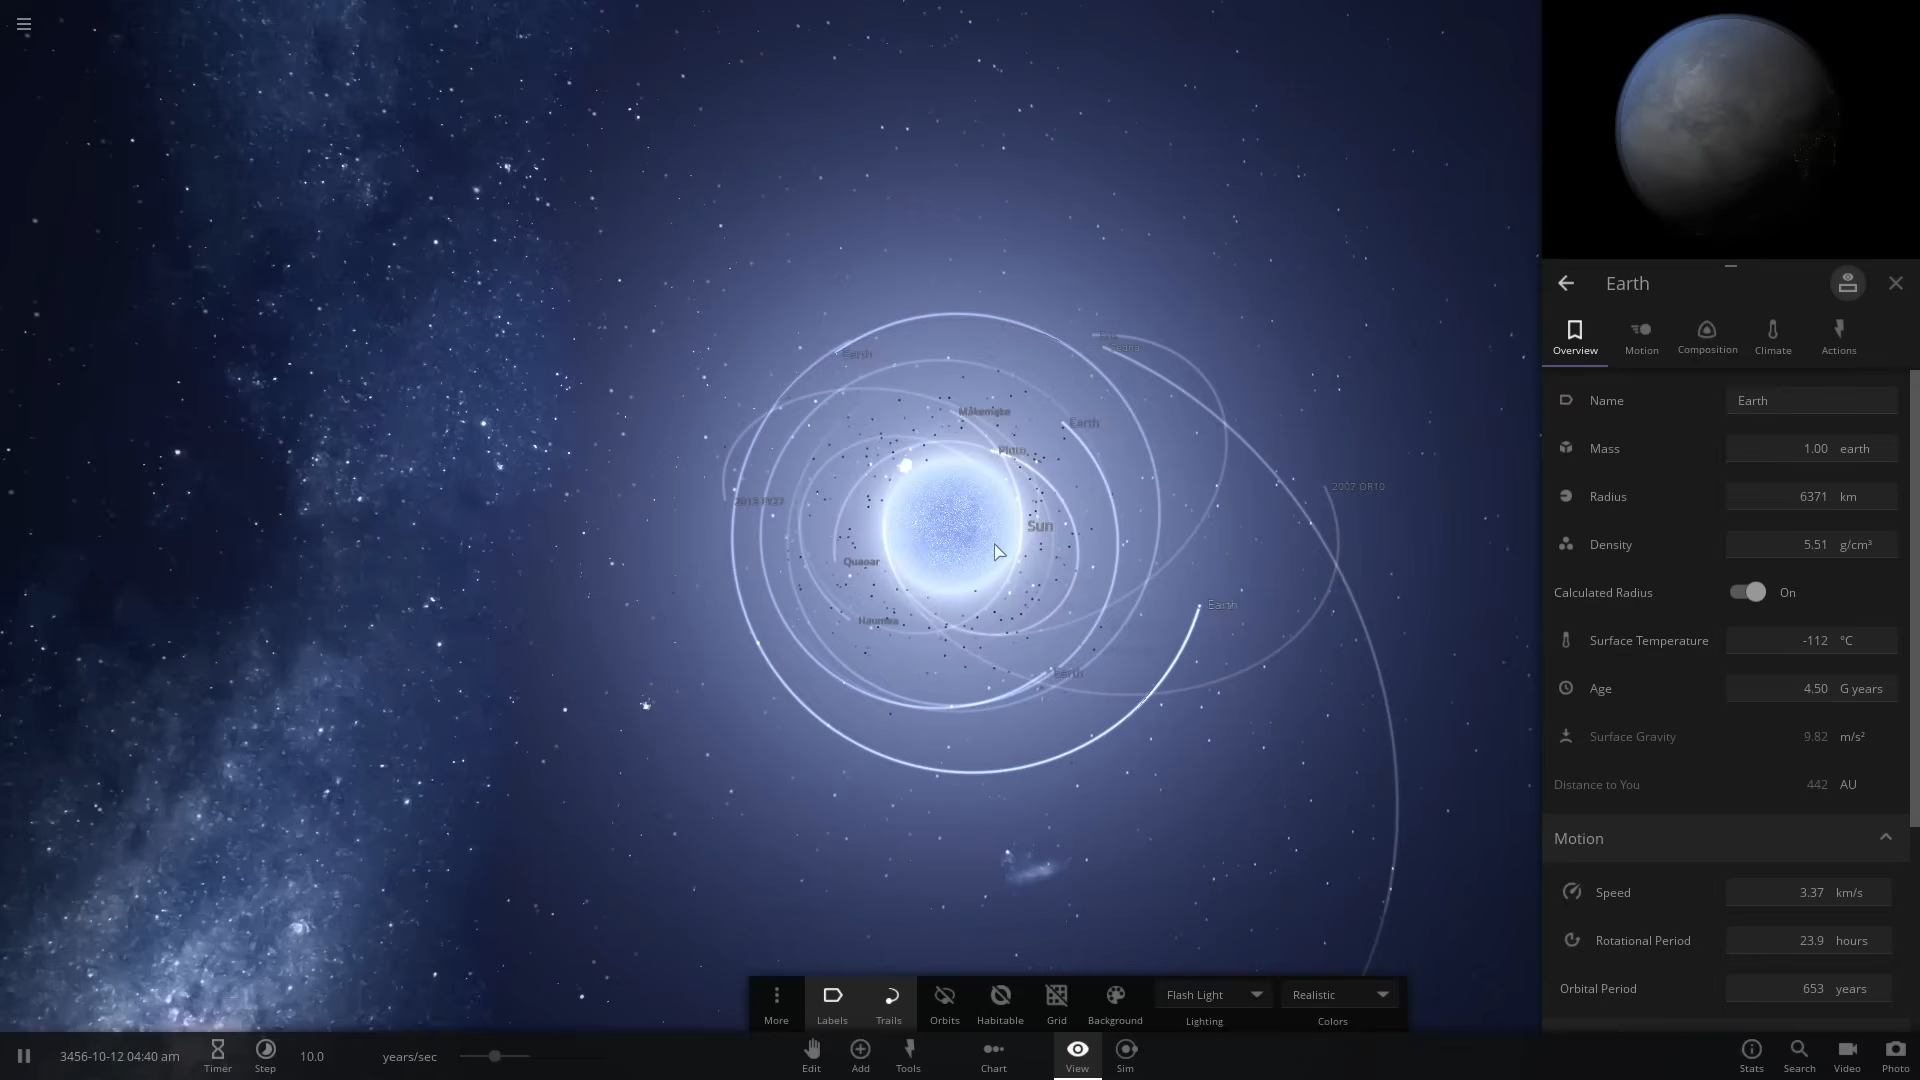 Earth
Eris
Sedna
Makemake
Earth
Pluto
2007 OR10
2013 FY27
Sun
Quaoar
Earth
Haumea
Earth
Earth
Overview
Motion
Composition
Climate
Actions
Name Earth
Mass 1.00 earth
Radius 6371 km
Density 5.51 g/cm³
Calculated Radius On
Surface Temperature -112 °C
Age 4.50 G years
Surface Gravity 9.82 m/s²
Distance to You 442 AU
Motion
Speed 3.37 km/s
Rotational Period 23.9 hours
Orbital Period 653 years
Flash Light
Realistic
More
Labels
Trails
Orbits
Habitable
Grid
Background
Lighting
Colors
3456-10-12 04:40 am
Timer
Step
10.0 years/sec
Edit
Add
Tools
Chart
View
Sim
Stats
Search
Video
Photo